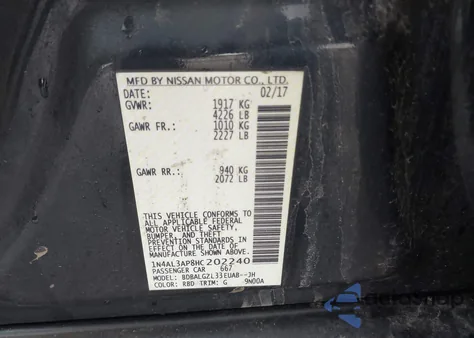 MFD BY NISSAN MOTOR CO., LTD.
DATE: 02/17
GVWR: 1917 KG
4226 LB
GAWR FR.: 1010 KG
2227 LB
GAWR RR.: 940 KG
2072 LB
THIS VEHICLE CONFORMS TO
ALL APPLICABLE FEDERAL
MOTOR VEHICLE SAFETY,
BUMPER, AND THEFT
PREVENTION STANDARDS IN
EFFECT ON THE DATE OF
MANUFACTURE SHOWN ABOVE.
1N4AL3AP8HC202240
PASSENGER CAR 667
MODEL: BDBALGZL33EUAB--JH
COLOR: RBD TRIM: G 9N00A
dataSnap